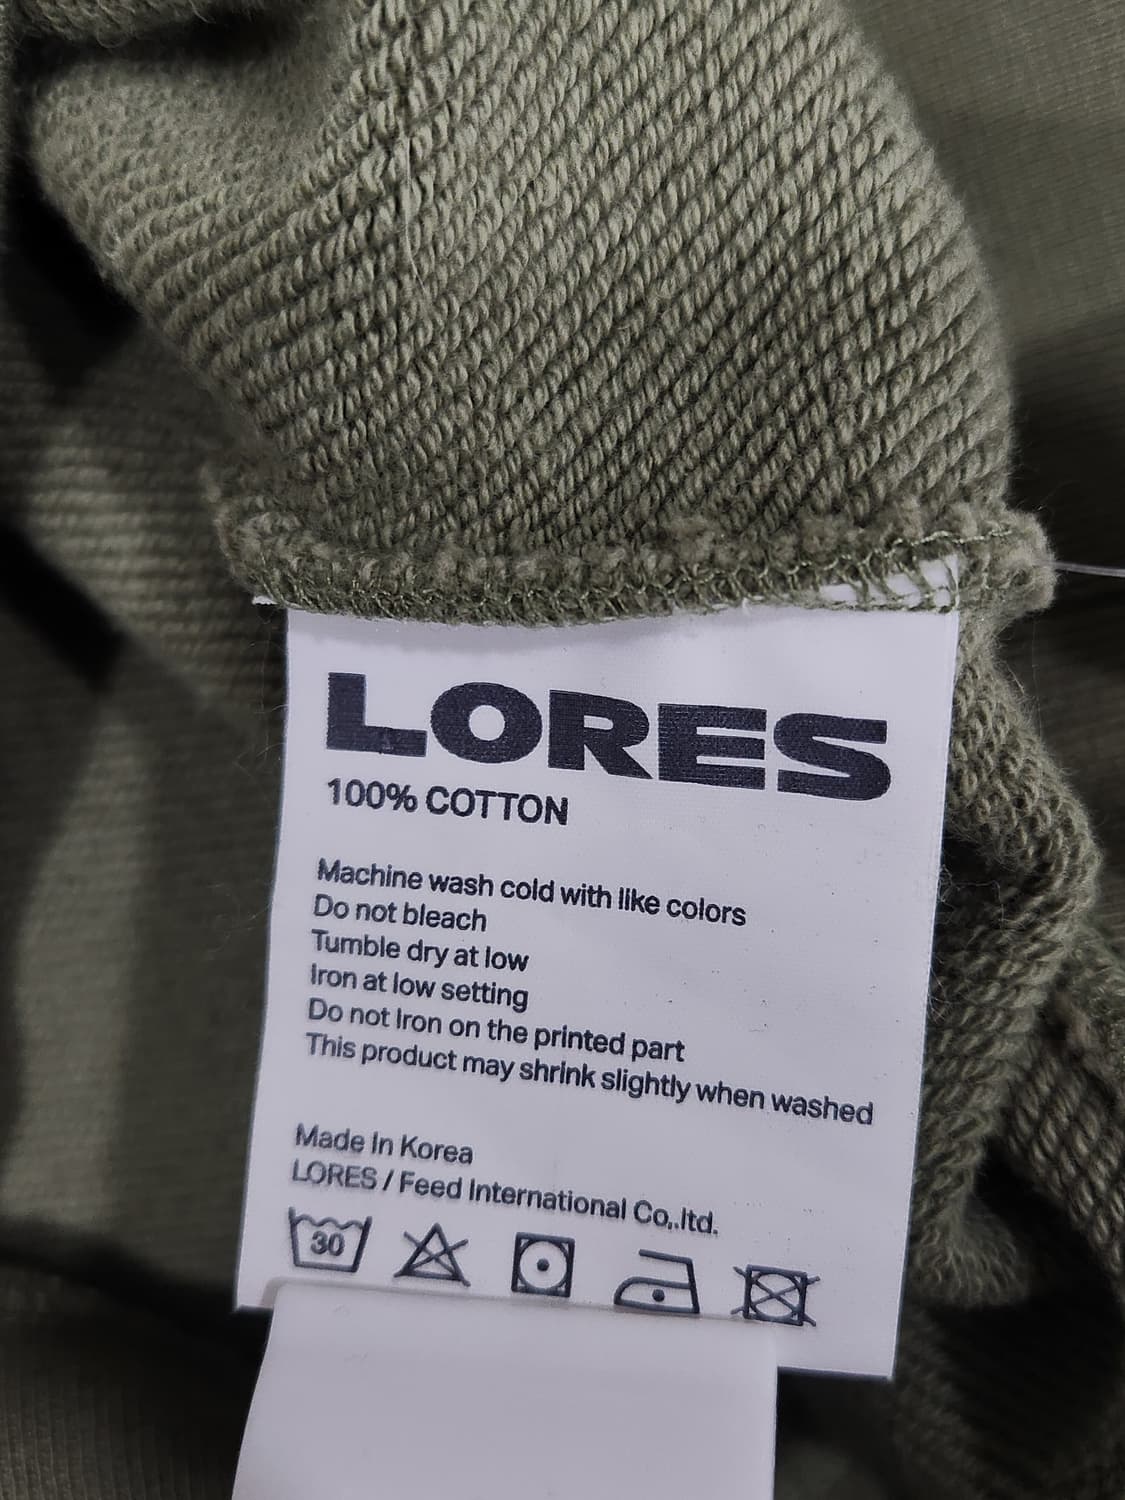 LORES
100% COTTON
Machine wash cold with like colors
Do not bleach
Tumble dry at low
Iron at low setting
Do not Iron on the printed part
This product may shrink slightly when washed
Made In Korea
LORES / Feed International Co,.ltd.
30